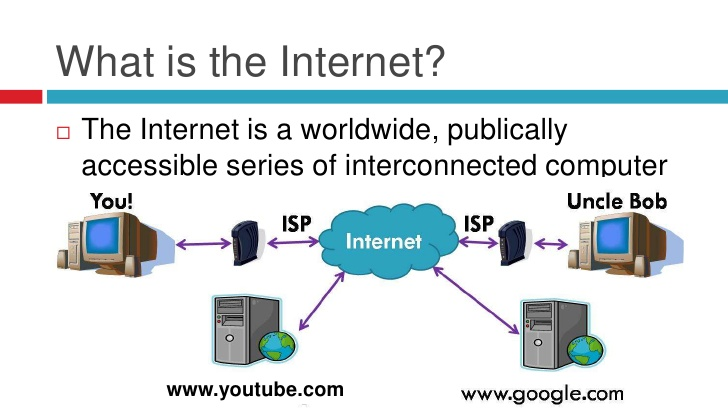 What is the Internet?
The Internet is a worldwide, publically
accessible series of interconnected computer
You!
Uncle Bob
ISP
ISP
Internet
www.youtube.com
www.google.com